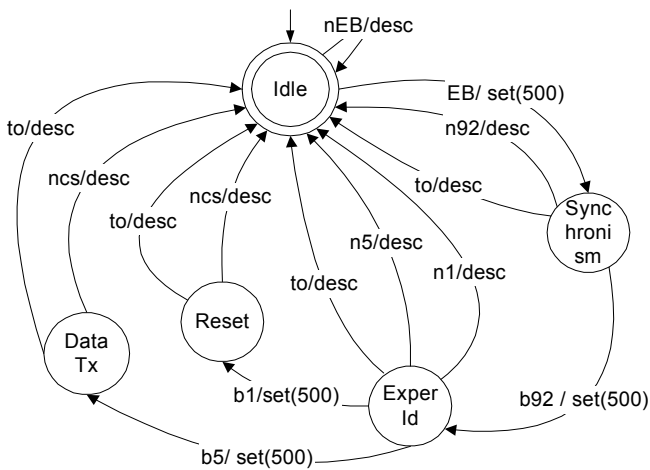 nEB/desc
Idle
EB/ set(500)
to/desc
n92/desc
ncs/desc
to/desc
ncs/desc
to/desc
Sync
hroni
sm
n5/desc
n1/desc
to/desc
Reset
Data
Tx
b1/set(500)
Exper
Id
b92 / set(500)
b5/ set(500)